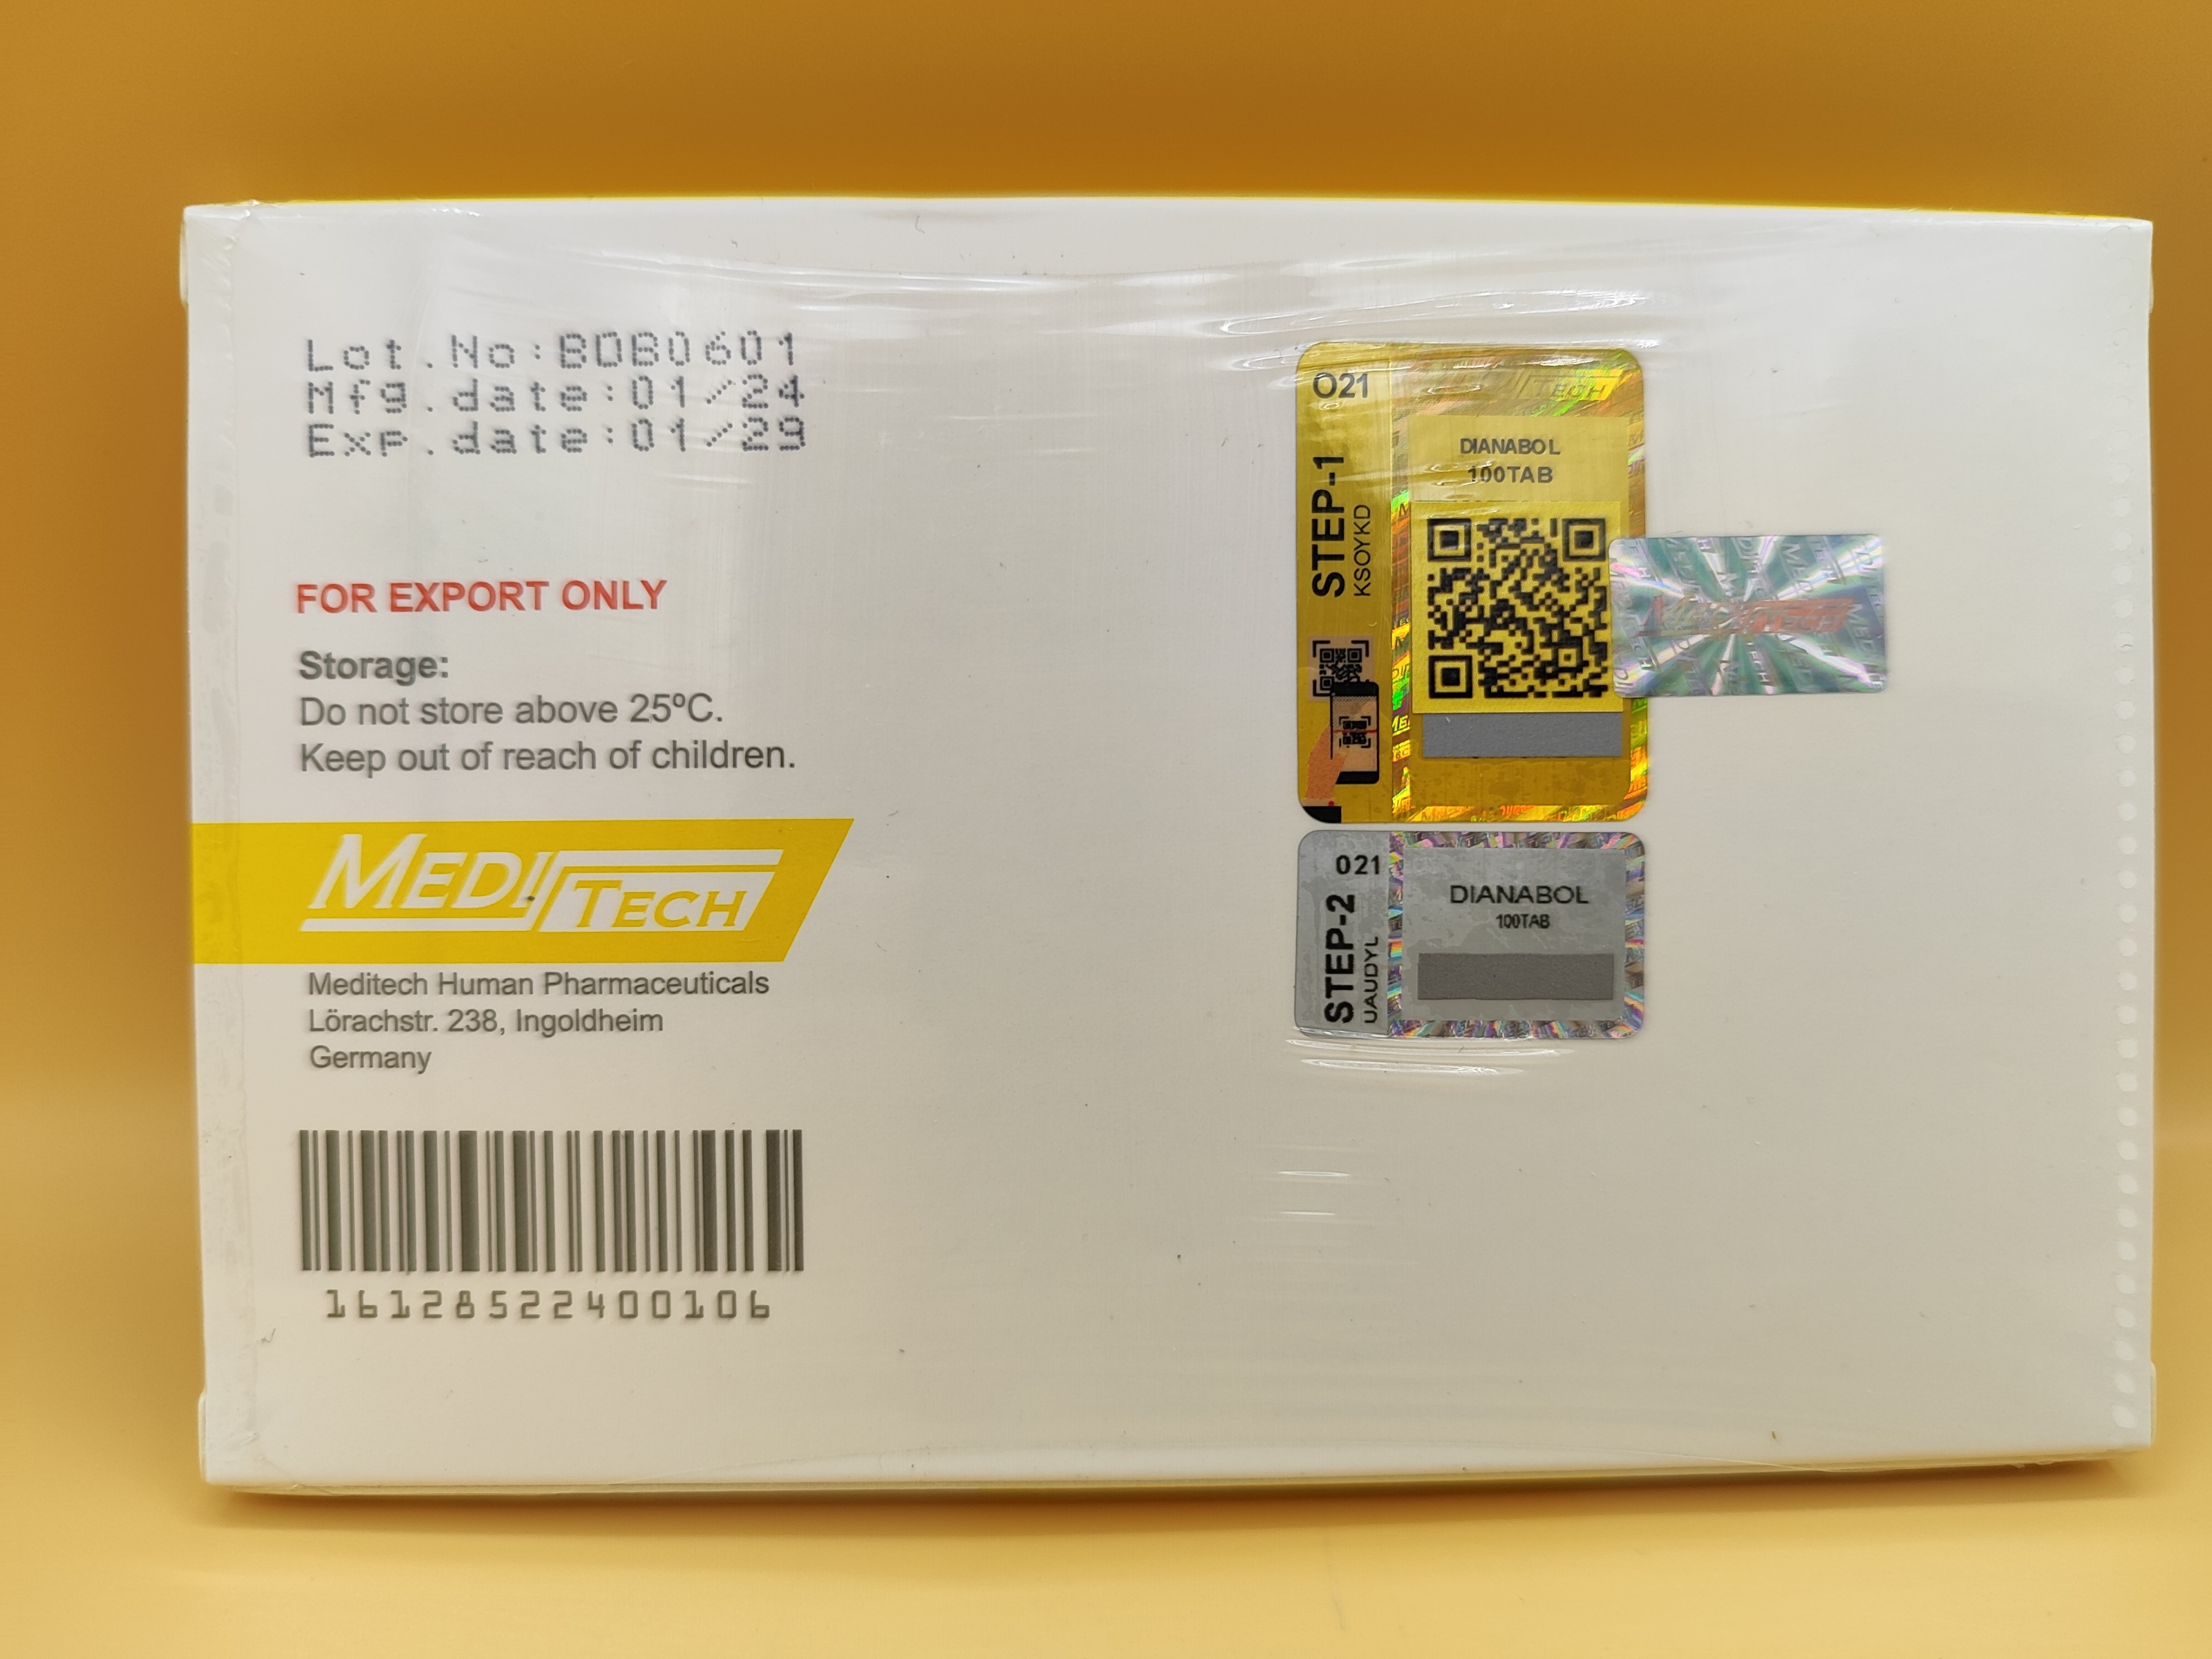 Lot.No:BDB0601
Mfg.date:01/24
Exp.date:01/29
FOR EXPORT ONLY
Storage:
Do not store above 25ºC.
Keep out of reach of children.
MEDITECH
Meditech Human Pharmaceuticals
Lörachstr. 238, Ingoldheim
Germany
16128522400106
O21
STEP-1
KSOYKD
TECH
DIANABOL
100TAB
021
STEP-2
UAUDYL
DIANABOL
100TAB